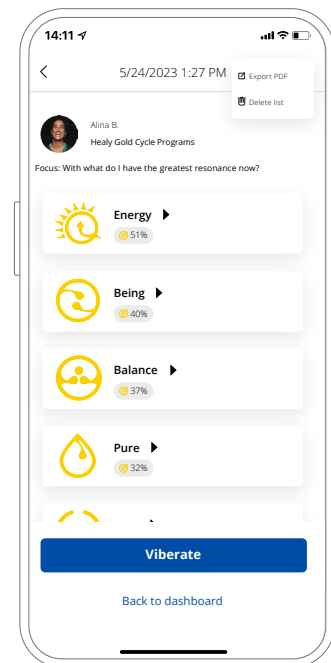 14:11
5/24/2023 1:27 PM
Export PDF
Delete list
Alina B.
Healy Gold Cycle Programs
Focus: With what do I have the greatest resonance now?
Energy
51%
Being
40%
Balance
37%
Pure
32%
Viberate
Back to dashboard